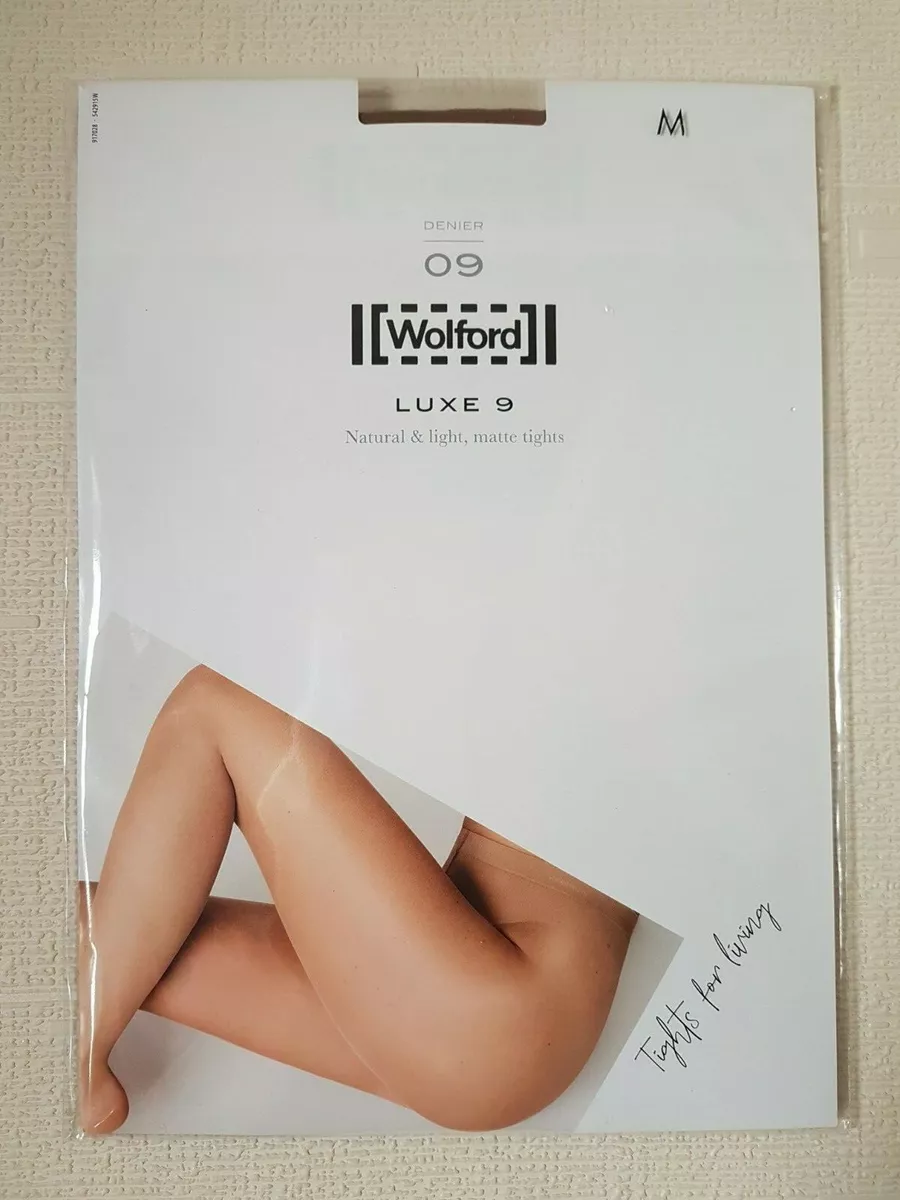 M
DENIER
09
Wolford
LUXE 9
Natural & light, matte tights
Tights for living